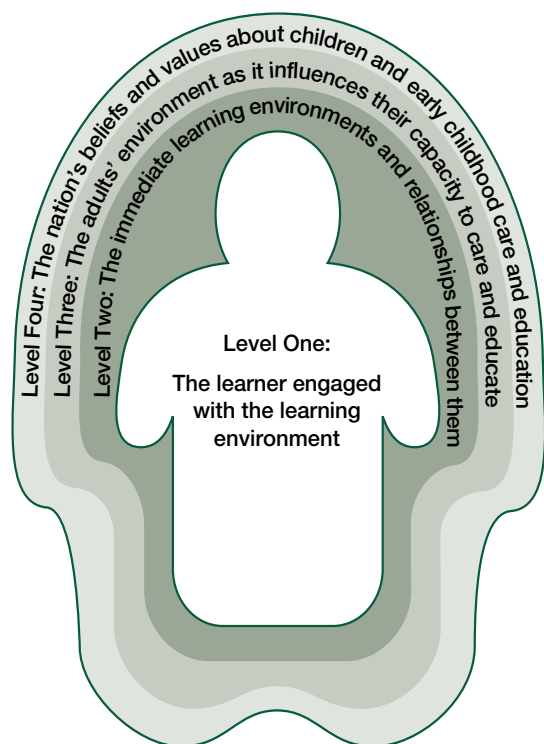 Level Four: The nation's beliefs and values about children and early childhood care and education
Level Three: The adults' environment as it influences their capacity to care and educate
Level Two: The immediate learning environments and relationships between them
Level One:
The learner engaged
with the learning
environment